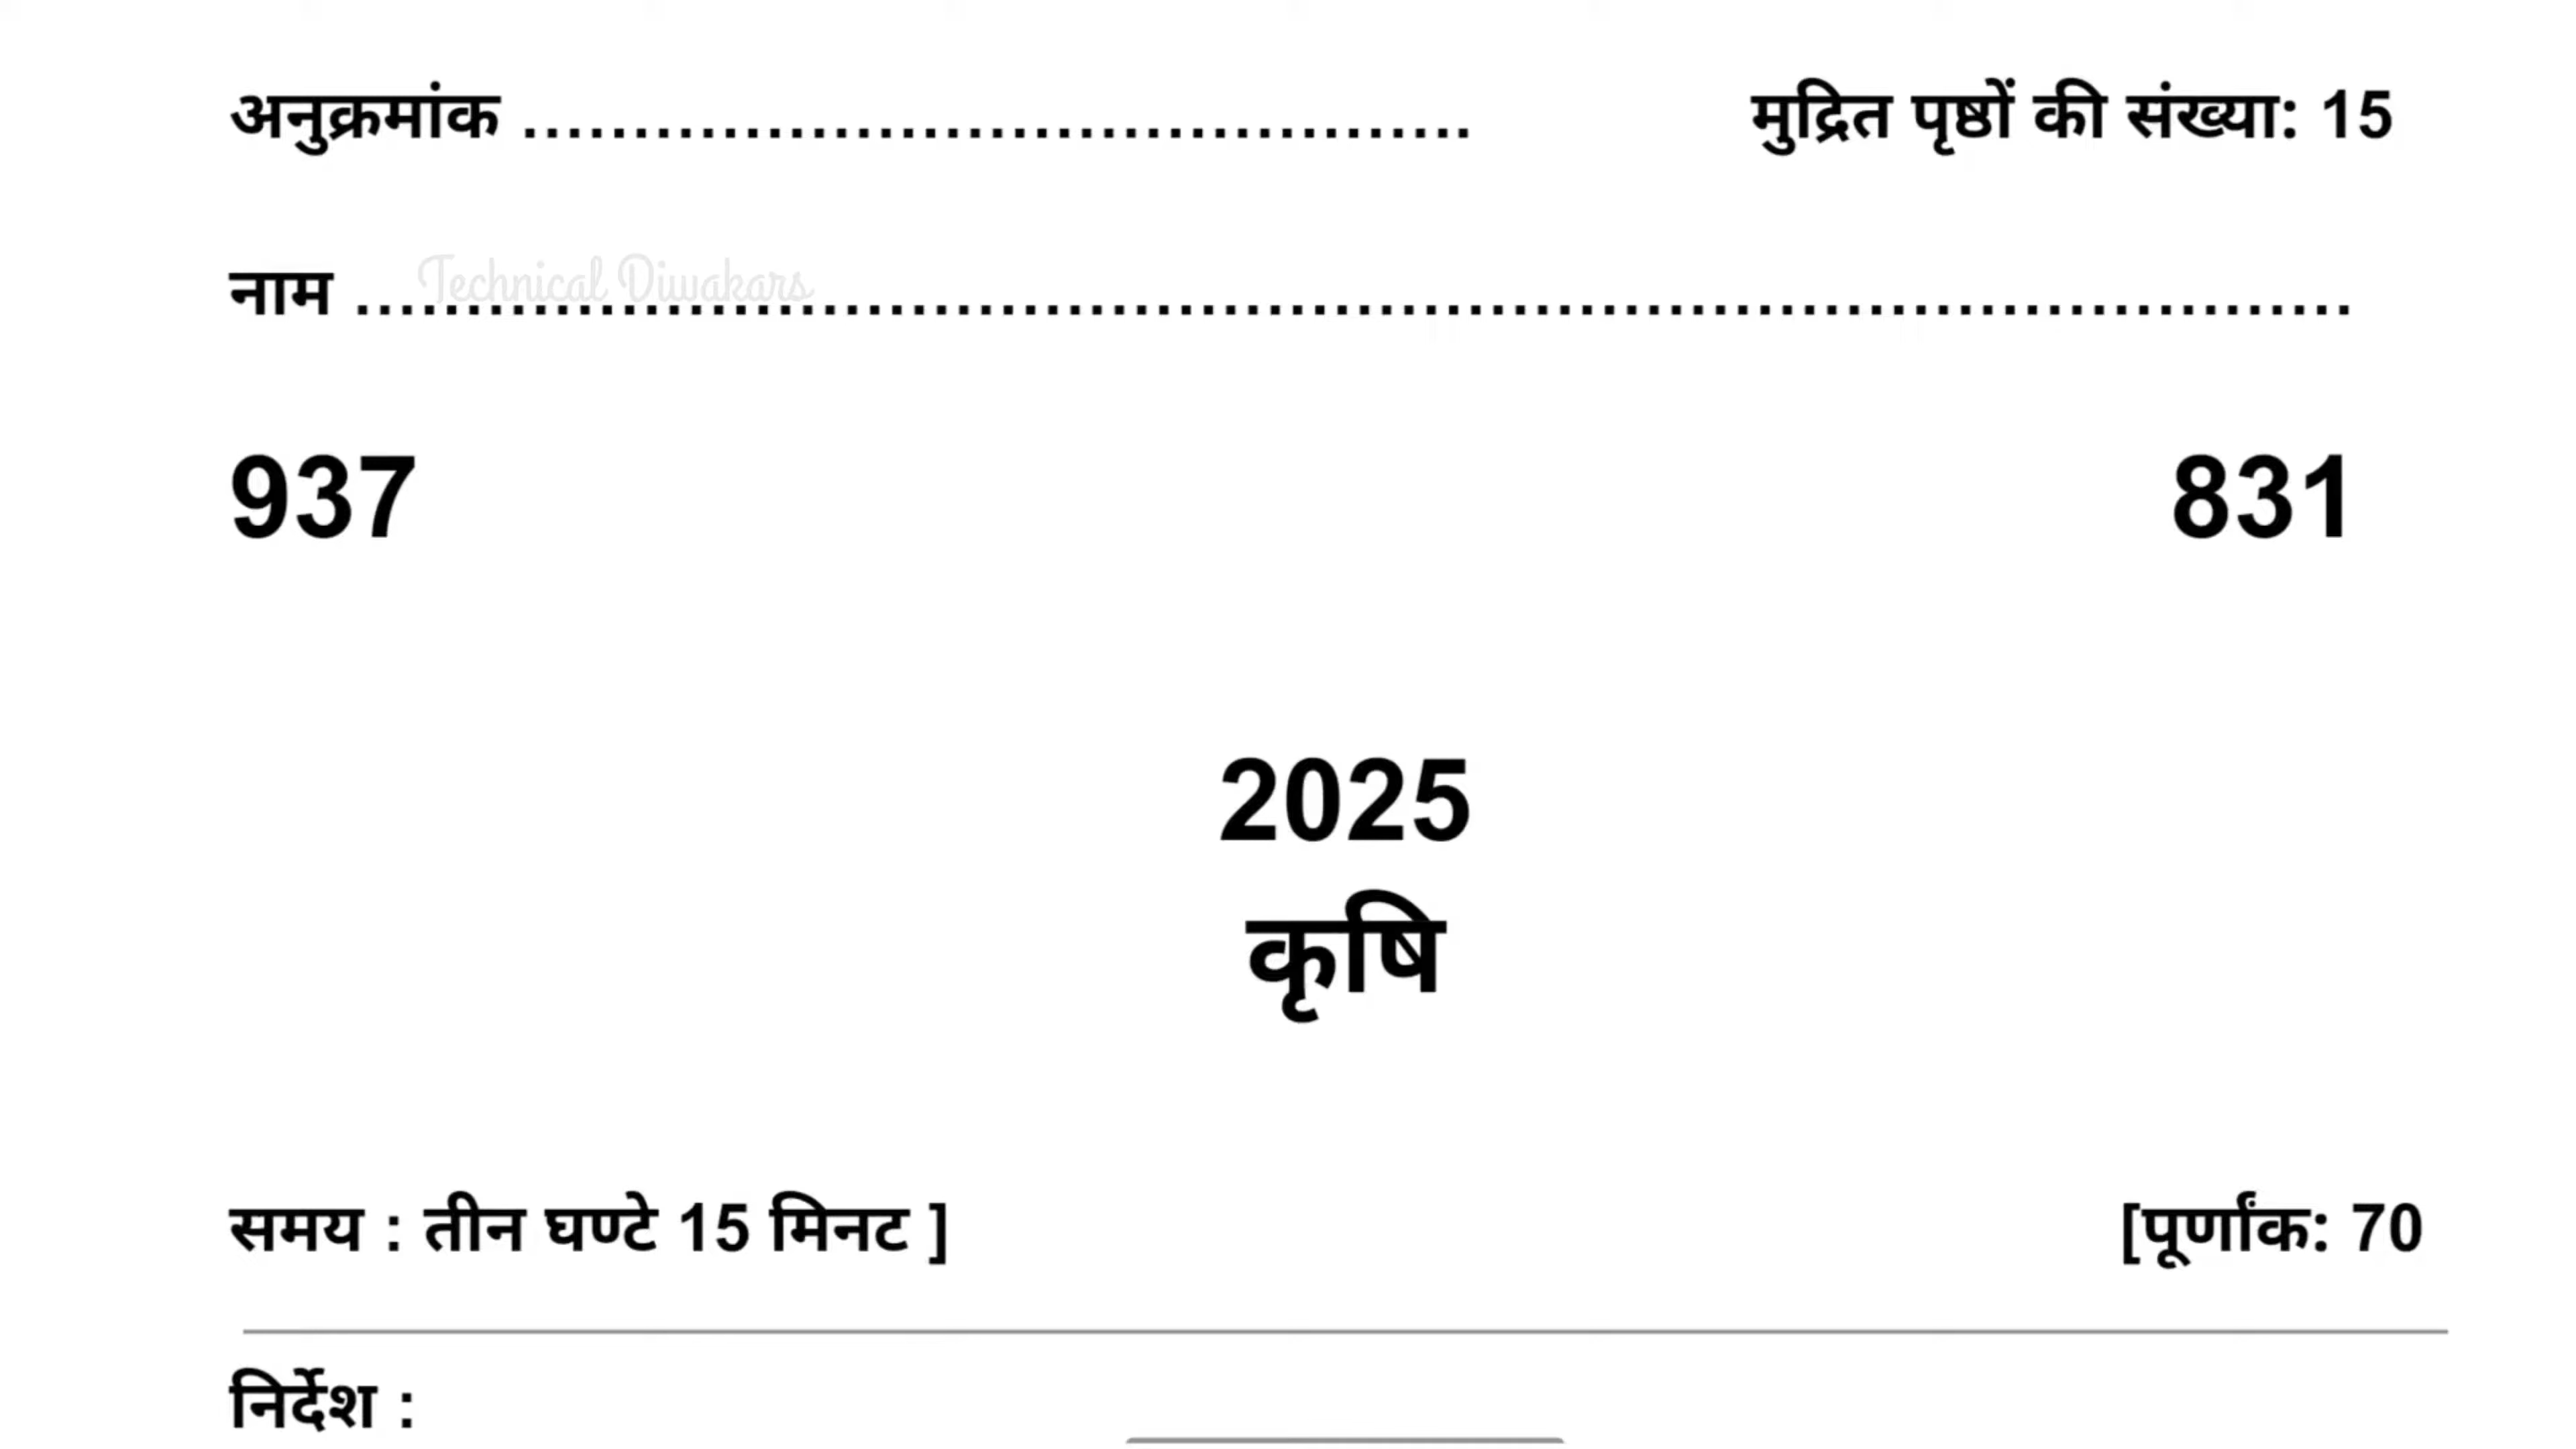 अनुक्रमांक ........................................... मुद्रित पृष्ठों की संख्या: 15
Technical Diwakars
नाम ..........................................................................................
937 831
2025
कृषि
समय : तीन घण्टे 15 मिनट ] [पूर्णांक: 70
निर्देश :